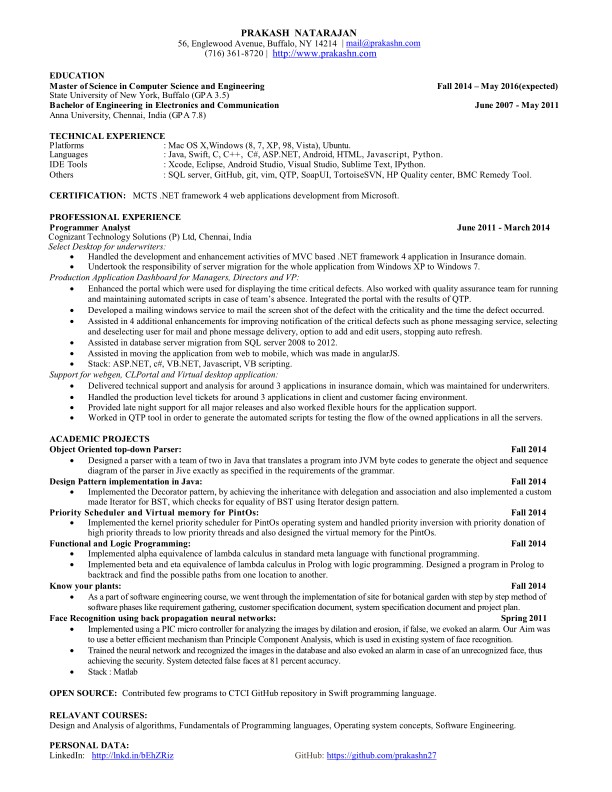 PRAKASH NATARAJAN
56, Englewood Avenue, Buffalo, NY 14214 | mail@prakashn.com
(716) 361-8720 | http://www.prakashn.com
EDUCATION
Master of Science in Computer Science and Engineering Fall 2014 – May 2016(expected)
State University of New York, Buffalo (GPA 3.5)
Bachelor of Engineering in Electronics and Communication June 2007 - May 2011
Anna University, Chennai, India (GPA 7.8)
TECHNICAL EXPERIENCE
Platforms : Mac OS X,Windows (8, 7, XP, 98, Vista), Ubuntu.
Languages : Java, Swift, C, C++, C#, ASP.NET, Android, HTML, Javascript, Python.
IDE Tools : Xcode, Eclipse, Android Studio, Visual Studio, Sublime Text, IPython.
Others : SQL server, GitHub, git, vim, QTP, SoapUI, TortoiseSVN, HP Quality center, BMC Remedy Tool.
CERTIFICATION: MCTS .NET framework 4 web applications development from Microsoft.
PROFESSIONAL EXPERIENCE
Programmer Analyst June 2011 - March 2014
Cognizant Technology Solutions (P) Ltd, Chennai, India
Select Desktop for underwriters:
• Handled the development and enhancement activities of MVC based .NET framework 4 application in Insurance domain.
• Undertook the responsibility of server migration for the whole application from Windows XP to Windows 7.
Production Application Dashboard for Managers, Directors and VP:
• Enhanced the portal which were used for displaying the time critical defects. Also worked with quality assurance team for running
and maintaining automated scripts in case of team's absence. Integrated the portal with the results of QTP.
• Developed a mailing windows service to mail the screen shot of the defect with the criticality and the time the defect occurred.
• Assisted in 4 additional enhancements for improving notification of the critical defects such as phone messaging service, selecting
and deselecting user for mail and phone message delivery, option to add and edit users, stopping auto refresh.
• Assisted in database server migration from SQL server 2008 to 2012.
• Assisted in moving the application from web to mobile, which was made in angularJS.
• Stack: ASP.NET, c#, VB.NET, Javascript, VB scripting.
Support for webgen, CLPortal and Virtual desktop application:
• Delivered technical support and analysis for around 3 applications in insurance domain, which was maintained for underwriters.
• Handled the production level tickets for around 3 applications in client and customer facing environment.
• Provided late night support for all major releases and also worked flexible hours for the application support.
• Worked in QTP tool in order to generate the automated scripts for testing the flow of the owned applications in all the servers.
ACADEMIC PROJECTS
Object Oriented top-down Parser: Fall 2014
• Designed a parser with a team of two in Java that translates a program into JVM byte codes to generate the object and sequence
diagram of the parser in Jive exactly as specified in the requirements of the grammar.
Design Pattern implementation in Java: Fall 2014
• Implemented the Decorator pattern, by achieving the inheritance with delegation and association and also implemented a custom
made Iterator for BST, which checks for equality of BST using Iterator design pattern.
Priority Scheduler and Virtual memory for PintOs: Fall 2014
• Implemented the kernel priority scheduler for PintOs operating system and handled priority inversion with priority donation of
high priority threads to low priority threads and also designed the virtual memory for the PintOs.
Functional and Logic Programming: Fall 2014
• Implemented alpha equivalence of lambda calculus in standard meta language with functional programming.
• Implemented beta and eta equivalence of lambda calculus in Prolog with logic programming. Designed a program in Prolog to
backtrack and find the possible paths from one location to another.
Know your plants: Fall 2014
• As a part of software engineering course, we went through the implementation of site for botanical garden with step by step method of
software phases like requirement gathering, customer specification document, system specification document and project plan.
Face Recognition using back propagation neural networks: Spring 2011
• Implemented using a PIC micro controller for analyzing the images by dilation and erosion, if false, we evoked an alarm. Our Aim was
to use a better efficient mechanism than Principle Component Analysis, which is used in existing system of face recognition.
• Trained the neural network and recognized the images in the database and also evoked an alarm in case of an unrecognized face, thus
achieving the security. System detected false faces at 81 percent accuracy.
• Stack : Matlab
OPEN SOURCE: Contributed few programs to CTCI GitHub repository in Swift programming language.
RELAVANT COURSES:
Design and Analysis of algorithms, Fundamentals of Programming languages, Operating system concepts, Software Engineering.
PERSONAL DATA:
LinkedIn: http://lnkd.in/bEhZRiz GitHub: https://github.com/prakashn27